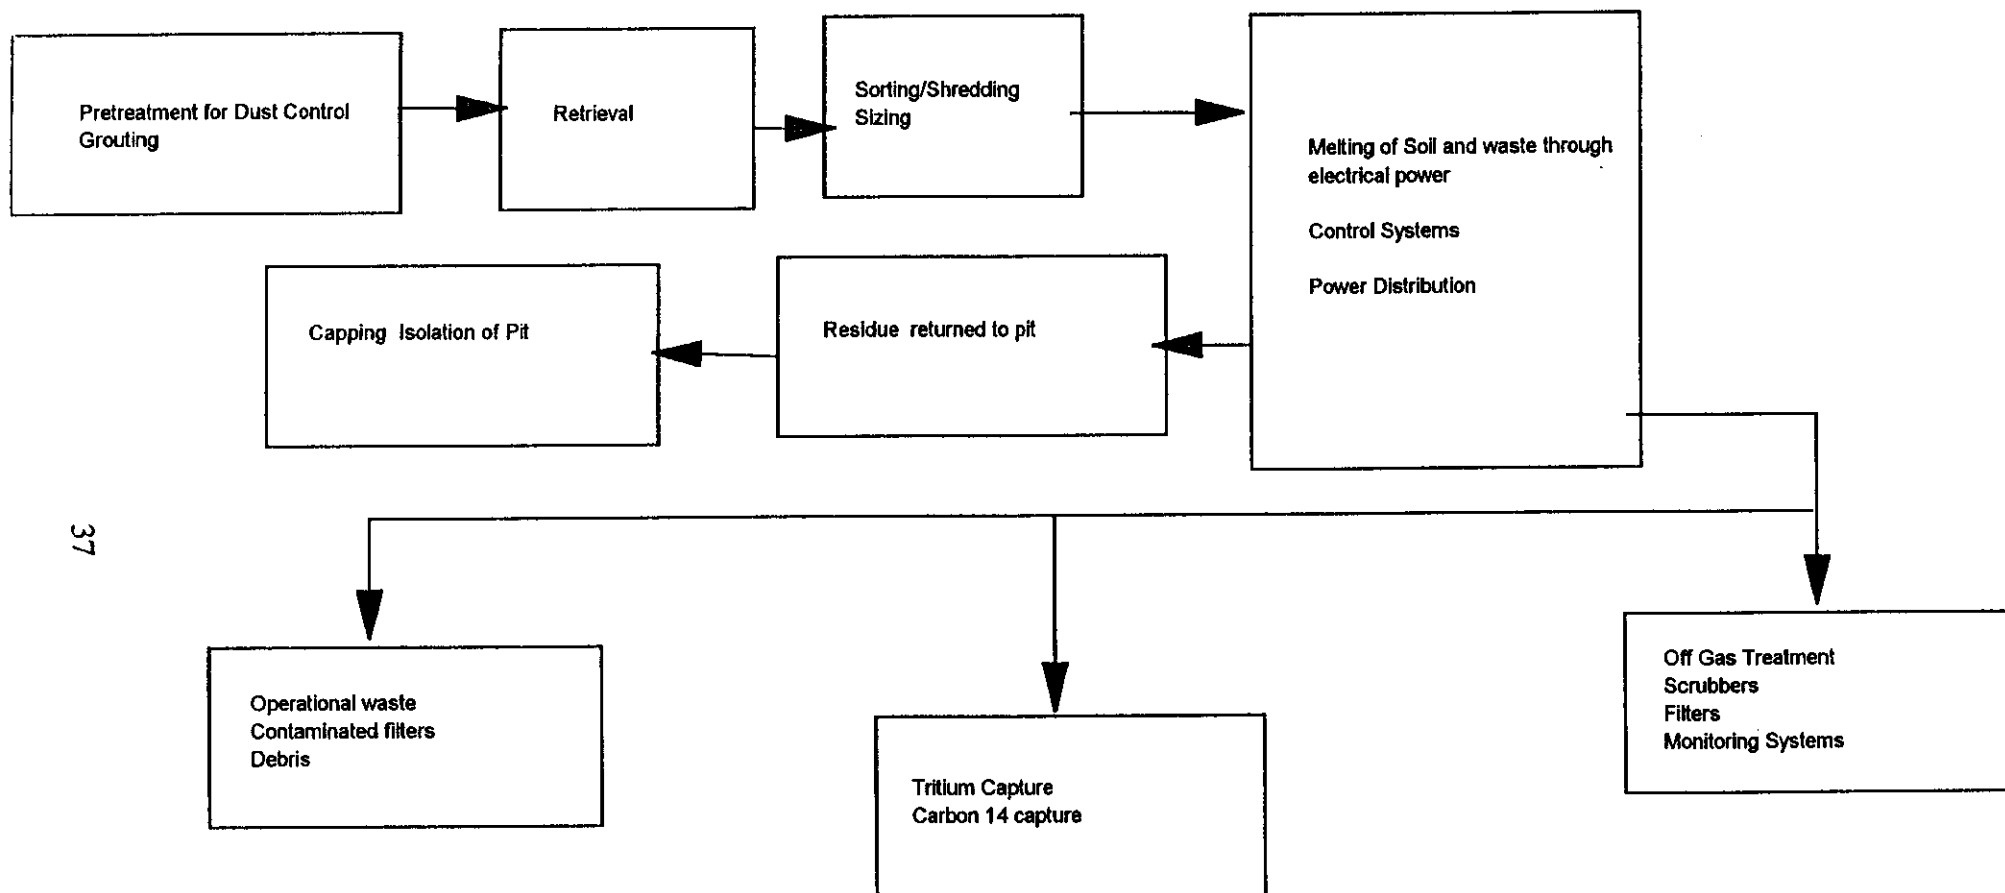 Pretreatment for Dust Control
Grouting
Retrieval
Sorting/Shredding
Sizing
Melting of Soil and waste through
electrical power
Control Systems
Power Distribution
Residue returned to pit
Capping Isolation of Pit
37
Operational waste
Contaminated filters
Debris
Tritium Capture
Carbon 14 capture
Off Gas Treatment
Scrubbers
Filters
Monitoring Systems